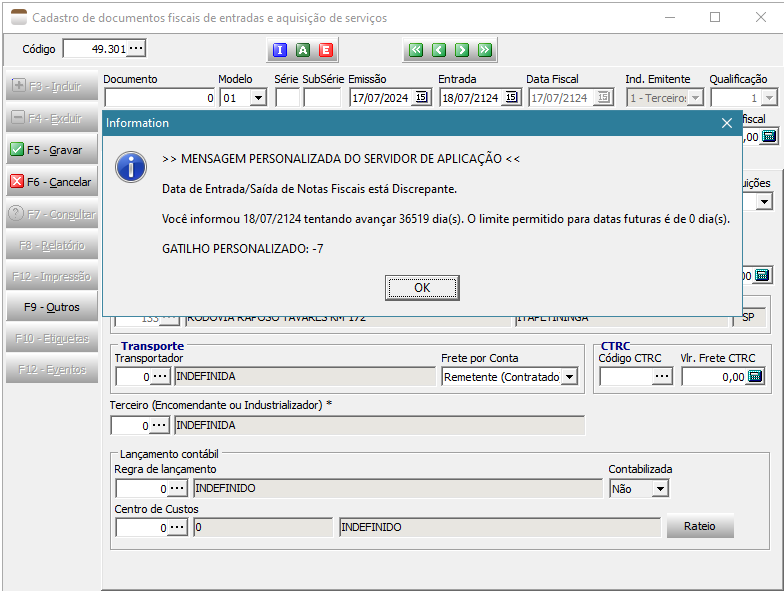 Cadastro de documentos fiscais de entradas e aquisição de serviços
Código 49.301 ... I A E
F3 - Incluir
F4 - Excluir
F5 - Gravar
F6 - Cancelar
F7 - Consultar
F8 - Relatório
F12 - Impressão
F9 - Outros
F10 - Etiquetas
F12 - Eventos
Documento Modelo Série SubSérie Emissão Entrada Data Fiscal Ind. Emitente Qualificação
0 01 17/07/2024 15 18/07/2124 15 17/07/2124 15 1 - Terceiros 1
fiscal
,00
Information
>> MENSAGEM PERSONALIZADA DO SERVIDOR DE APLICAÇÃO <<
Data de Entrada/Saída de Notas Fiscais está Discrepante.
Você informou 18/07/2124 tentando avançar 36519 dia(s). O limite permitido para datas futuras é de 0 dia(s).
GATILHO PERSONALIZADO: -7
OK
uições
00
133 ... RODOVIA RAPOSO TAVARES KM 172 ITAPETININGA SP
Transporte
Transportador Frete por Conta
0 ... INDEFINIDA Remetente (Contratado
CTRC
Código CTRC Vlr. Frete CTRC
... 0,00
Terceiro (Encomendante ou Industrializador) *
0 ... INDEFINIDA
Lançamento contábil
Regra de lançamento Contabilizada
0 ... INDEFINIDO Não
Centro de Custos
0 ... 0 INDEFINIDO Rateio